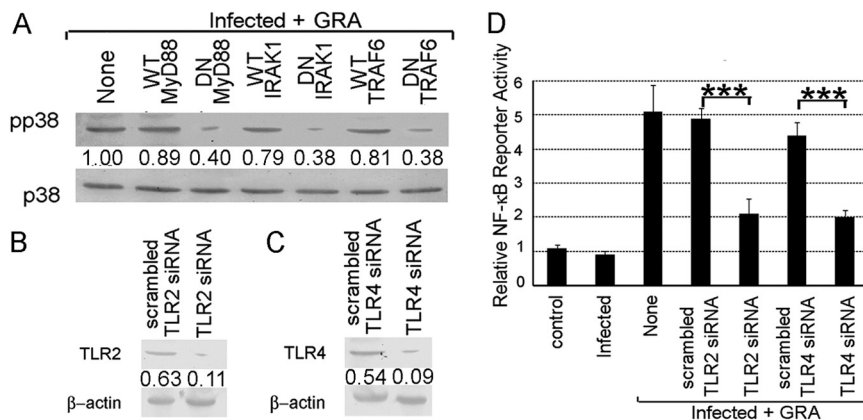 A
Infected + GRA
None
WT MyD88
DN MyD88
WT IRAK1
DN IRAK1
WT TRAF6
DN TRAF6
pp38
1.00 0.89 0.40 0.79 0.38 0.81 0.38
p38
B
scrambled TLR2 siRNA
TLR2 siRNA
TLR2
0.63 0.11
β–actin
C
scrambled TLR4 siRNA
TLR4 siRNA
TLR4
0.54 0.09
β–actin
D
Relative NF-κB Reporter Activity
6
5
4
3
2
1
0
***
***
control
Infected
None
scrambled TLR2 siRNA
TLR2 siRNA
scrambled TLR4 siRNA
TLR4 siRNA
Infected + GRA